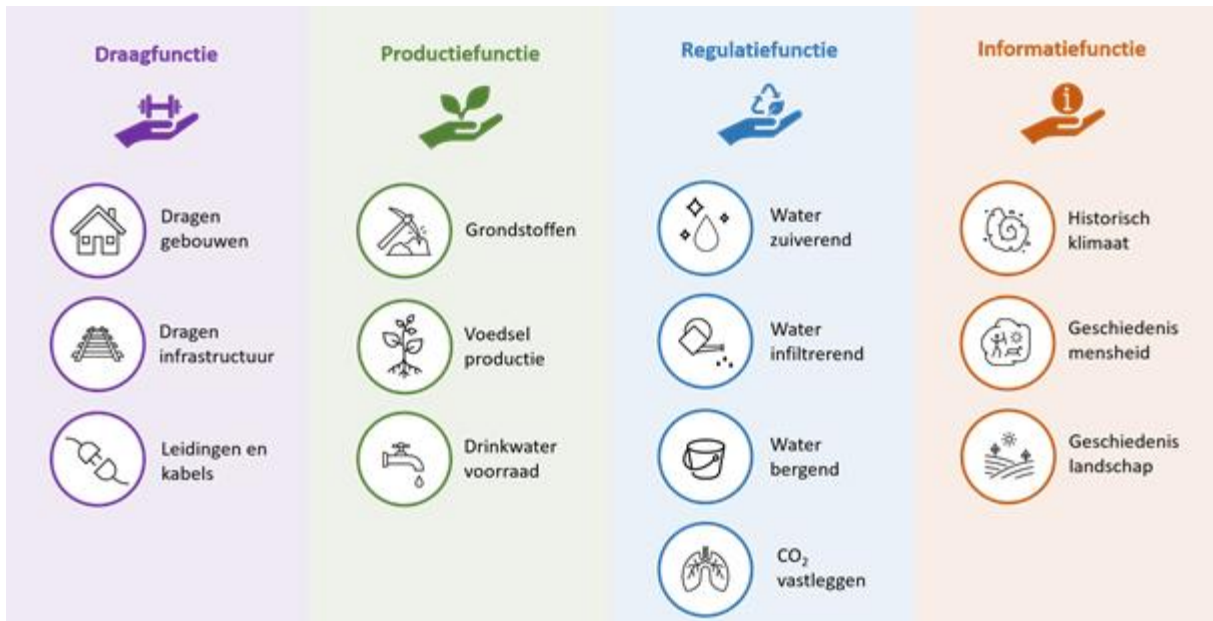 Draagfunctie
Dragen
gebouwen
Dragen
infrastructuur
Leidingen en
kabels
Productiefunctie
Grondstoffen
Voedsel
productie
Drinkwater
voorraad
Regulatiefunctie
Water
zuiverend
Water
infiltrerend
Water
bergend
CO₂
vastleggen
Informatiefunctie
i
Historisch
klimaat
Geschiedenis
mensheid
Geschiedenis
landschap